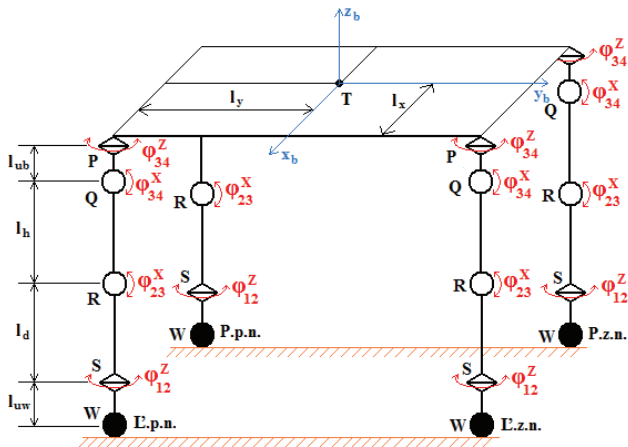 z_b
φ_34^Z
Q
φ_34^X
T
y_b
l_y
l_x
x_b
l_ub
P
φ_34^Z
P
φ_34^Z
Q
φ_34^X
R
φ_23^X
Q
φ_34^X
R
φ_23^X
l_h
R
φ_23^X
R
φ_23^X
l_d
S
φ_12^Z
S
φ_12^Z
W
P.p.n.
W
P.z.n.
S
φ_12^Z
S
φ_12^Z
l_uw
W
Ľ.p.n.
W
Ľ.z.n.